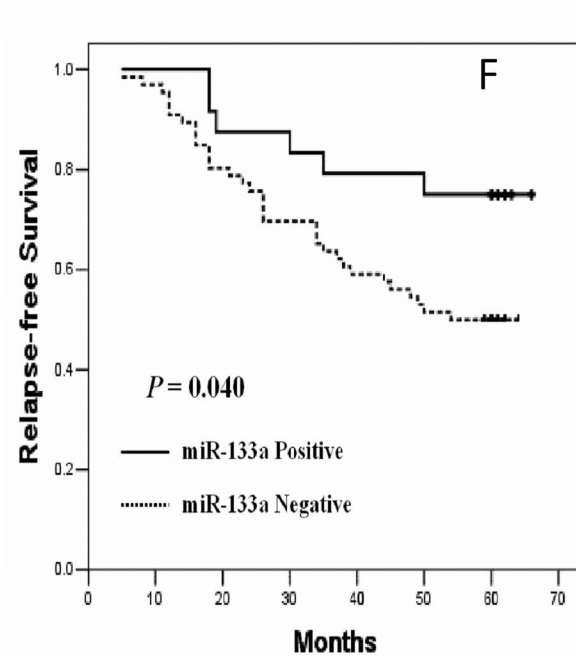 F
Relapse-free Survival
1.0
0.8
0.6
0.4
0.2
0.0
P = 0.040
miR-133a Positive
miR-133a Negative
0 10 20 30 40 50 60 70
Months